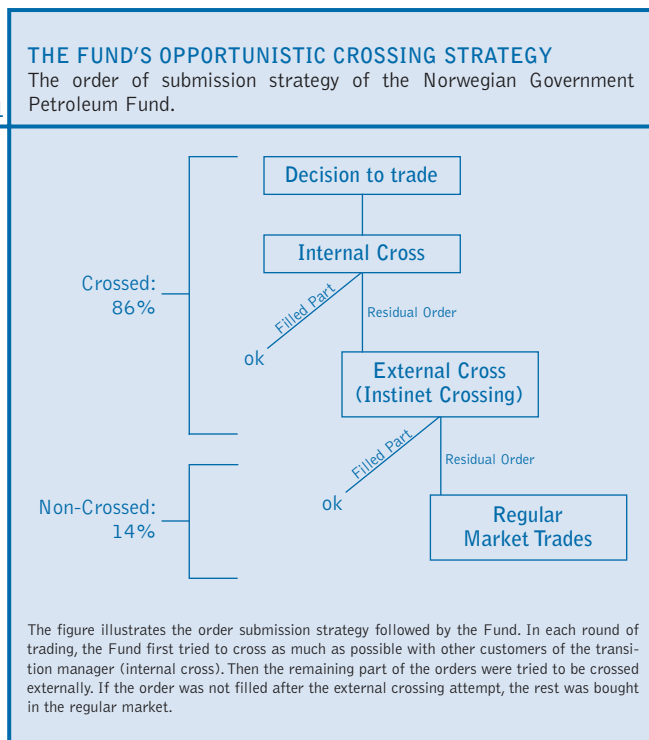 THE FUND'S OPPORTUNISTIC CROSSING STRATEGY
The order of submission strategy of the Norwegian Government
Petroleum Fund.
Decision to trade
Internal Cross
Crossed:
86%
Filled Part
Residual Order
ok
External Cross
(Instinet Crossing)
Filled Part
Residual Order
ok
Non-Crossed:
14%
Regular
Market Trades
The figure illustrates the order submission strategy followed by the Fund. In each round of
trading, the Fund first tried to cross as much as possible with other customers of the transi-
tion manager (internal cross). Then the remaining part of the orders were tried to be crossed
externally. If the order was not filled after the external crossing attempt, the rest was bought
in the regular market.